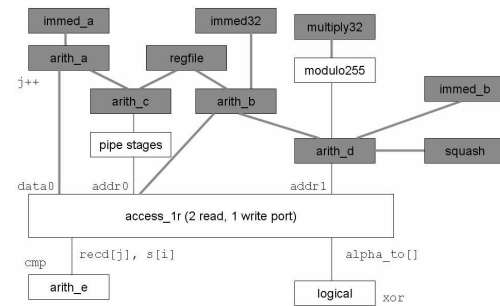 immed_a
immed32
multiply32
arith_a
regfile
modulo255
j++
immed_b
arith_c
arith_b
pipe stages
arith_d
squash
data0
addr0
addr1
access_1r (2 read, 1 write port)
recd[j], s[i]
alpha_to[]
cmp
arith_e
logical
xor